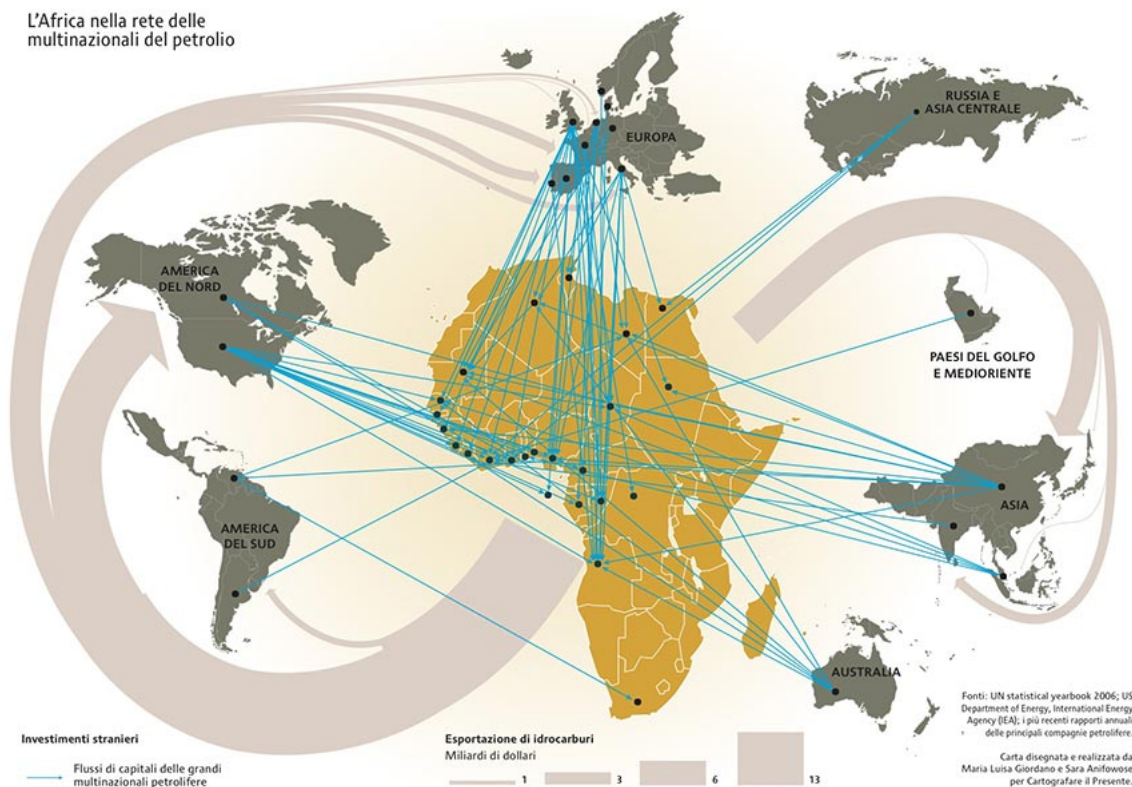 L'Africa nella rete delle
multinazionali del petrolio
EUROPA
RUSSIA E
ASIA CENTRALE
AMERICA
DEL NORD
PAESI DEL GOLFO
E MEDIORIENTE
ASIA
AMERICA
DEL SUD
AUSTRALIA
Investimenti stranieri
Flussi di capitali delle grandi
multinazionali petrolifere
Esportazione di idrocarburi
Miliardi di dollari
1
3
6
13
Fonti: UN statistical yearbook 2006; US
Department of Energy, International Energy
Agency (IEA); i più recenti rapporti annuali
delle principali compagnie petrolifere.
Carta disegnata e realizzata da
Maria Luisa Giordano e Sara Anifowose
per Cartografare il Presente.